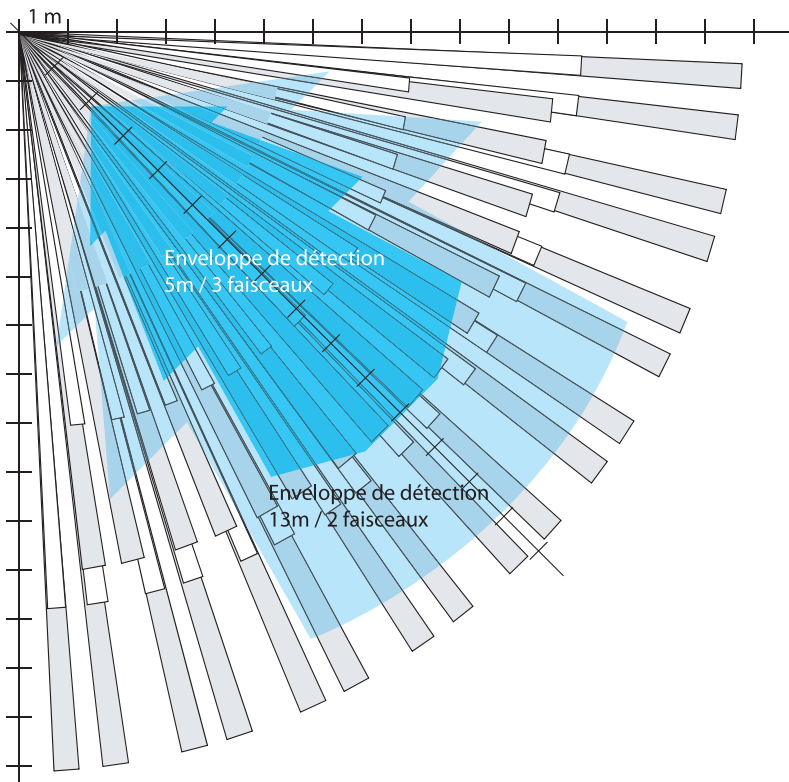 1 m
Enveloppe de détection
5m / 3 faisceaux
Enveloppe de détection
13m / 2 faisceaux